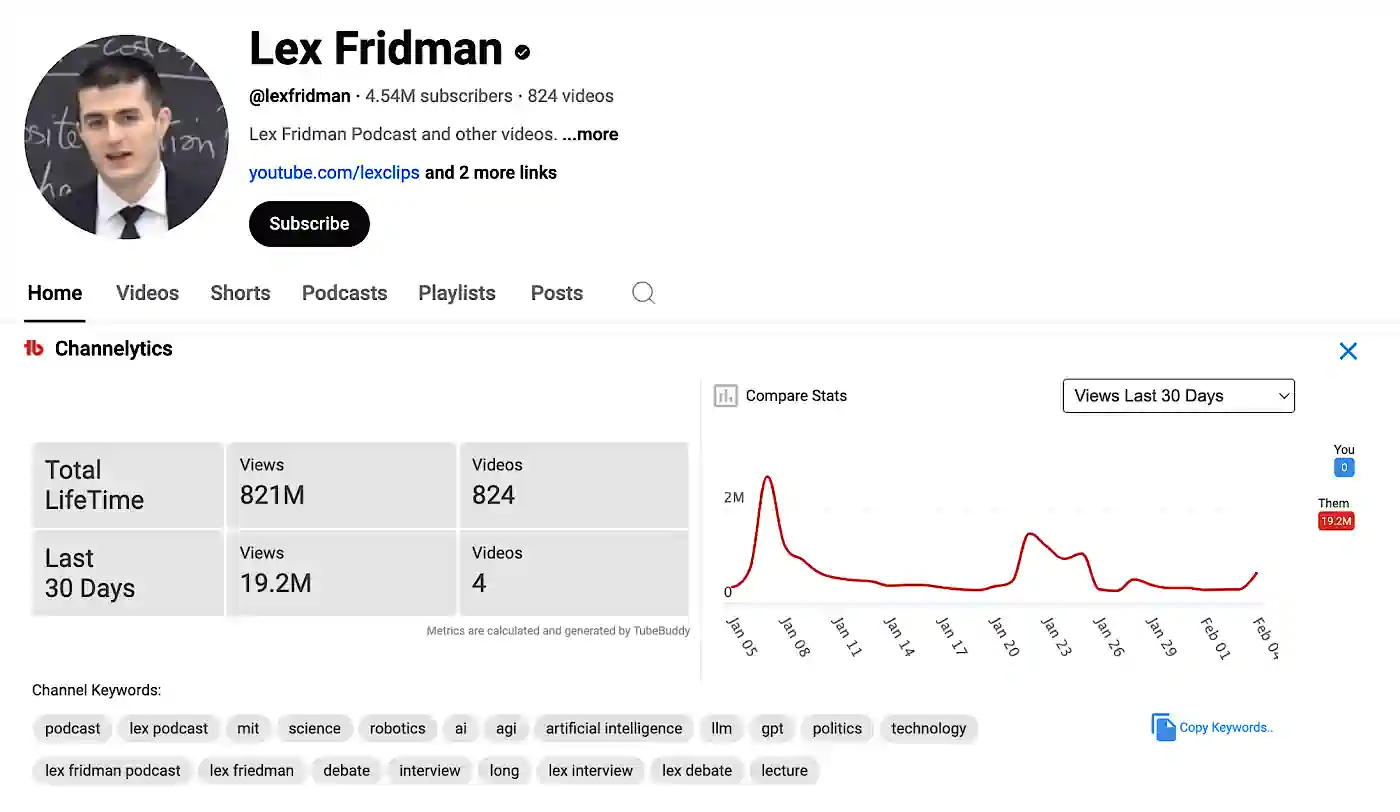 Lex Fridman
@lexfridman · 4.54M subscribers · 824 videos
Lex Fridman Podcast and other videos. ...more
youtube.com/lexclips and 2 more links
Subscribe
Home Videos Shorts Podcasts Playlists Posts
tb Channelytics
Compare Stats
Views Last 30 Days
Total LifeTime
Views
821M
Videos
824
Last 30 Days
Views
19.2M
Videos
4
Metrics are calculated and generated by TubeBuddy
You
0
Them
19.2M
2M
0
Jan 05 Jan 08 Jan 11 Jan 14 Jan 17 Jan 20 Jan 23 Jan 26 Jan 29 Feb 01 Feb
Channel Keywords:
podcast lex podcast mit science robotics ai agi artificial intelligence llm gpt politics technology
Copy Keywords..
lex fridman podcast lex friedman debate interview long lex interview lex debate lecture